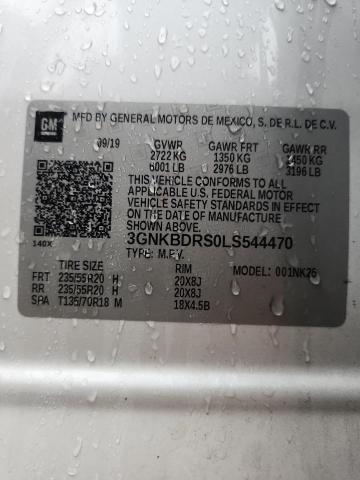 GM
MFD BY GENERAL MOTORS DE MEXICO, S. DE R.L. DE C.V.
09/19 GVWR GAWR FRT GAWR RR
2722 KG 1350 KG 1450 KG
6001 LB 2976 LB 3196 LB
THIS VEHICLE CONFORMS TO ALL
APPLICABLE U.S. FEDERAL MOTOR
VEHICLE SAFETY STANDARDS IN
EFFECT ON THE DATE OF
MANUFACTURE SHOWN ABOVE.
140X
3GNKBDRS0LS544470
TYPE: M.P.V. MODEL: 001NK26
TIRE SIZE RIM
FRT 235/55R20 H 20X8J
RR 235/55R20 H 20X8J
SPA T135/70R18 M 18X4.5B